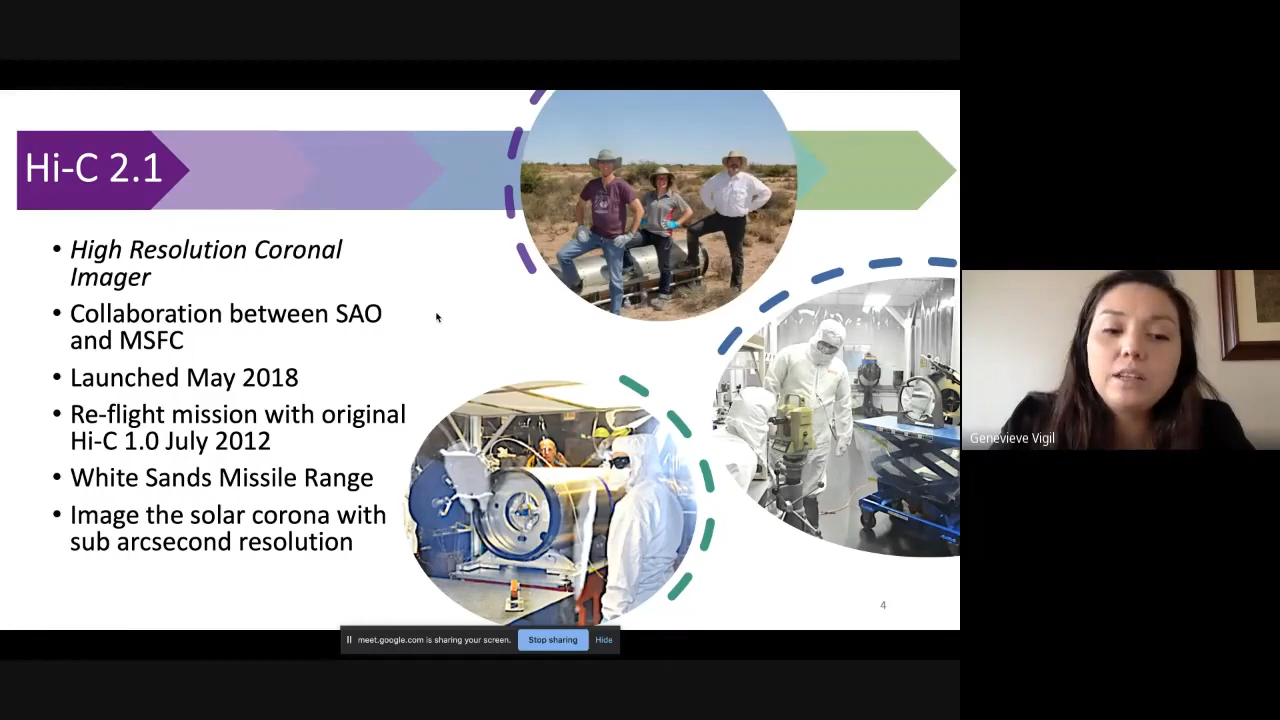 Hi-C 2.1
• High Resolution Coronal
Imager
• Collaboration between SAO
and MSFC
• Launched May 2018
• Re-flight mission with original
Hi-C 1.0 July 2012
• White Sands Missile Range
• Image the solar corona with
sub arcsecond resolution
4
meet.google.com is sharing your screen.
Stop sharing
Hide
Genevieve Vigil